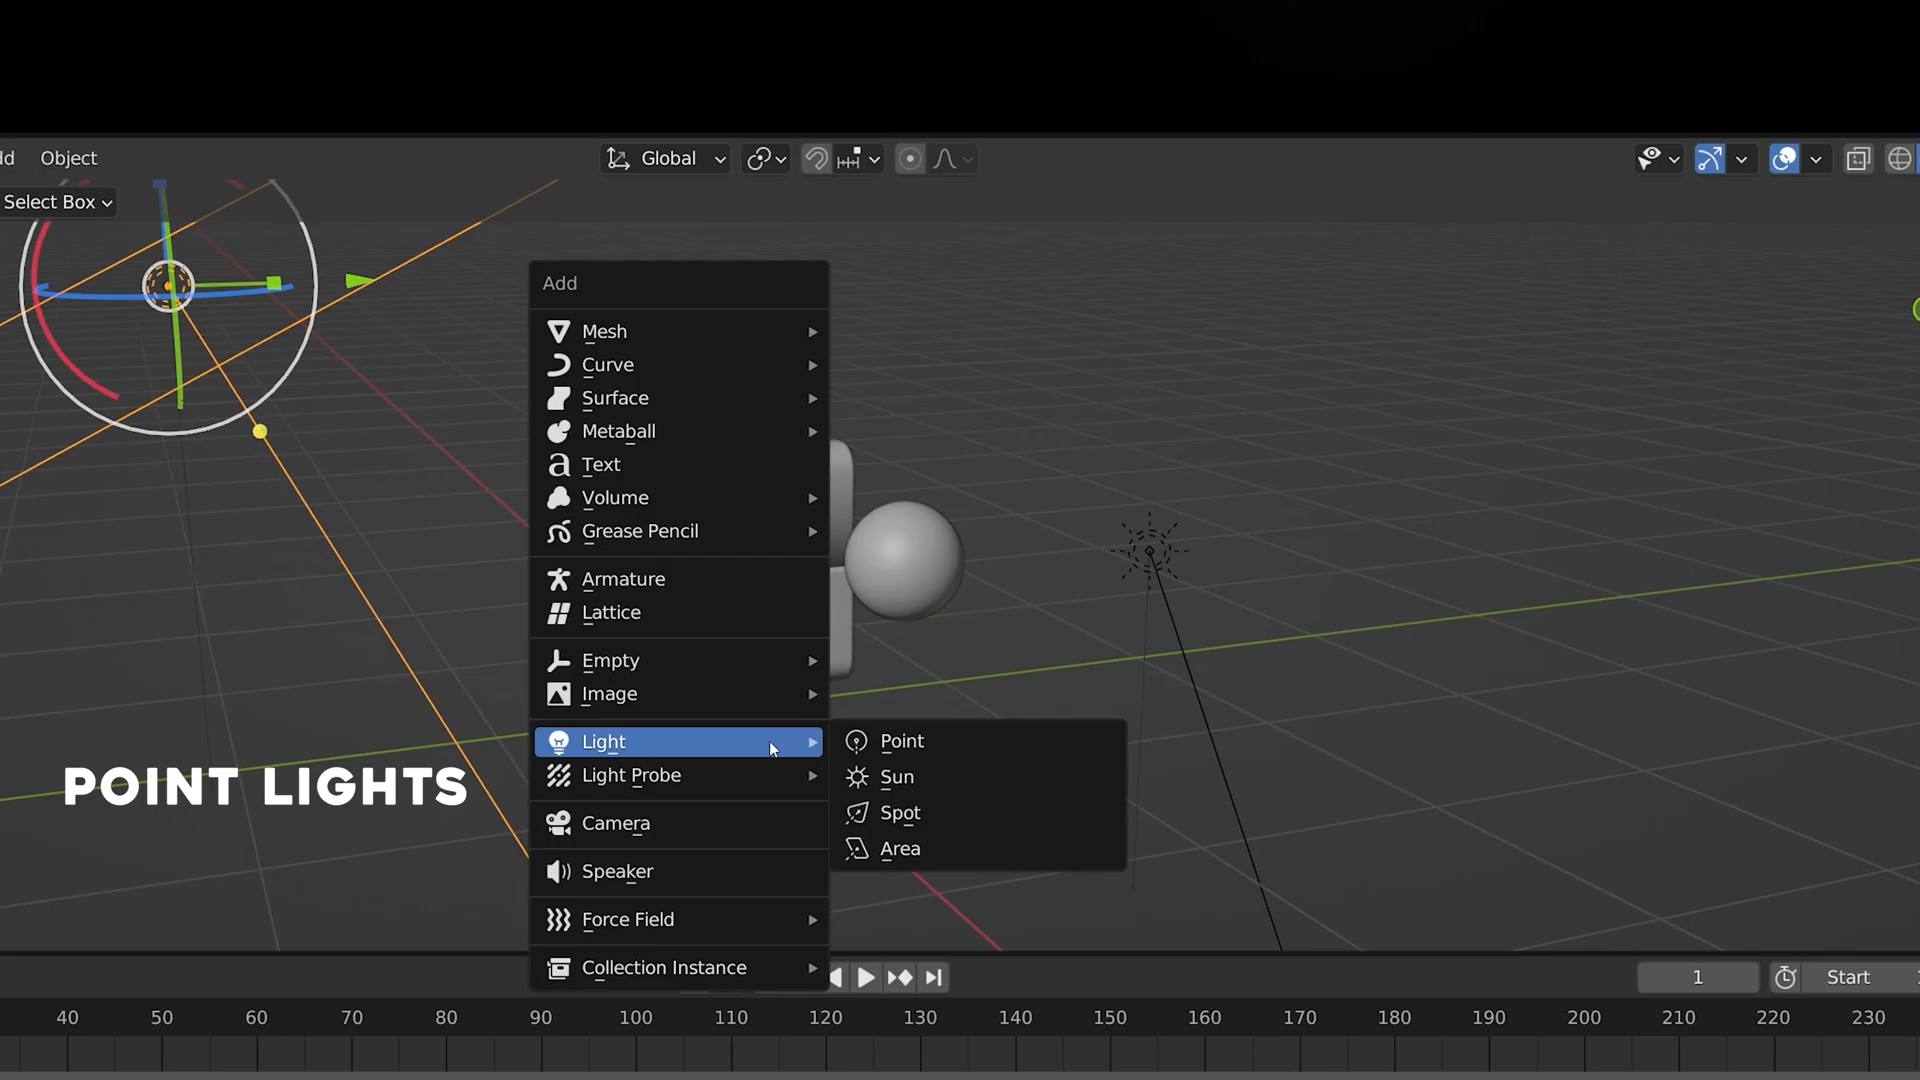 Object
Global
Select Box
Add
Mesh
Curve
Surface
Metaball
Text
Volume
Grease Pencil
Armature
Lattice
Empty
Image
Light
Light Probe
Camera
Speaker
Force Field
Collection Instance
Point
Sun
Spot
Area
POINT LIGHTS
1 Start
40 50 60 70 80 90 100 110 120 130 140 150 160 170 180 190 200 210 220 230